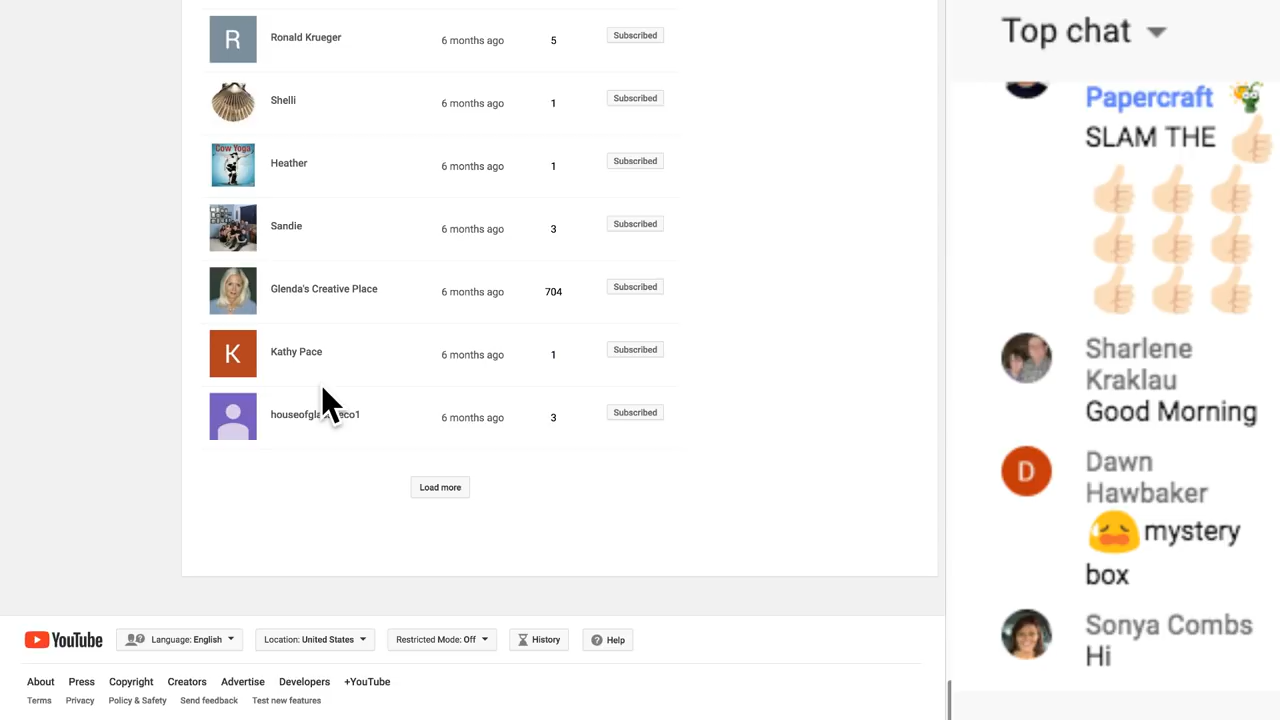 R
Ronald Krueger
6 months ago
5
Subscribed
Shelli
6 months ago
1
Subscribed
Cow Yoga
Heather
6 months ago
1
Subscribed
Sandie
6 months ago
3
Subscribed
Glenda's Creative Place
6 months ago
704
Subscribed
K
Kathy Pace
6 months ago
1
Subscribed
6 months ago
3
Subscribed
Load more
YouTube
Language: English
Location: United States
Restricted Mode: Off
History
Help
About Press Copyright Creators Advertise Developers +YouTube
Terms Privacy Policy & Safety Send feedback Test new features
Top chat
Papercraft
SLAM THE
Sharlene
Kraklau
Good Morning
D
Dawn
Hawbaker
mystery
box
Sonya Combs
Hi